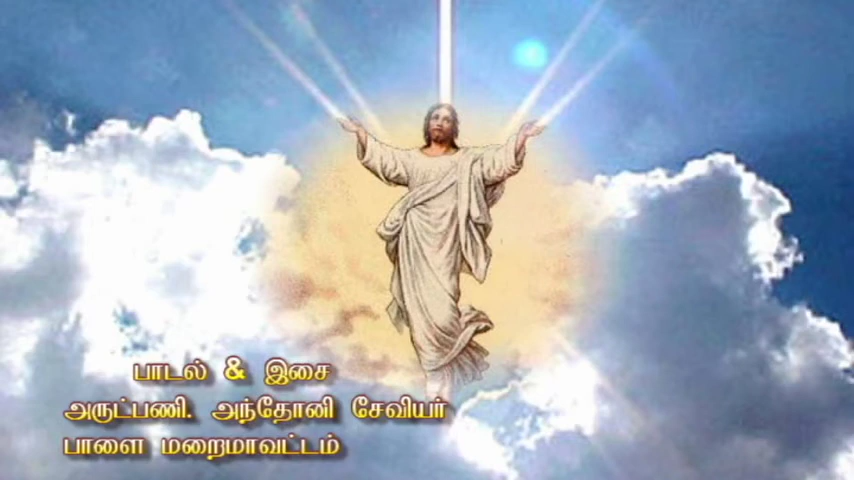 பாடல் & இசை
அருட்பணி. அந்தோனி சேவியர்
பாளை மறைமாவட்டம்